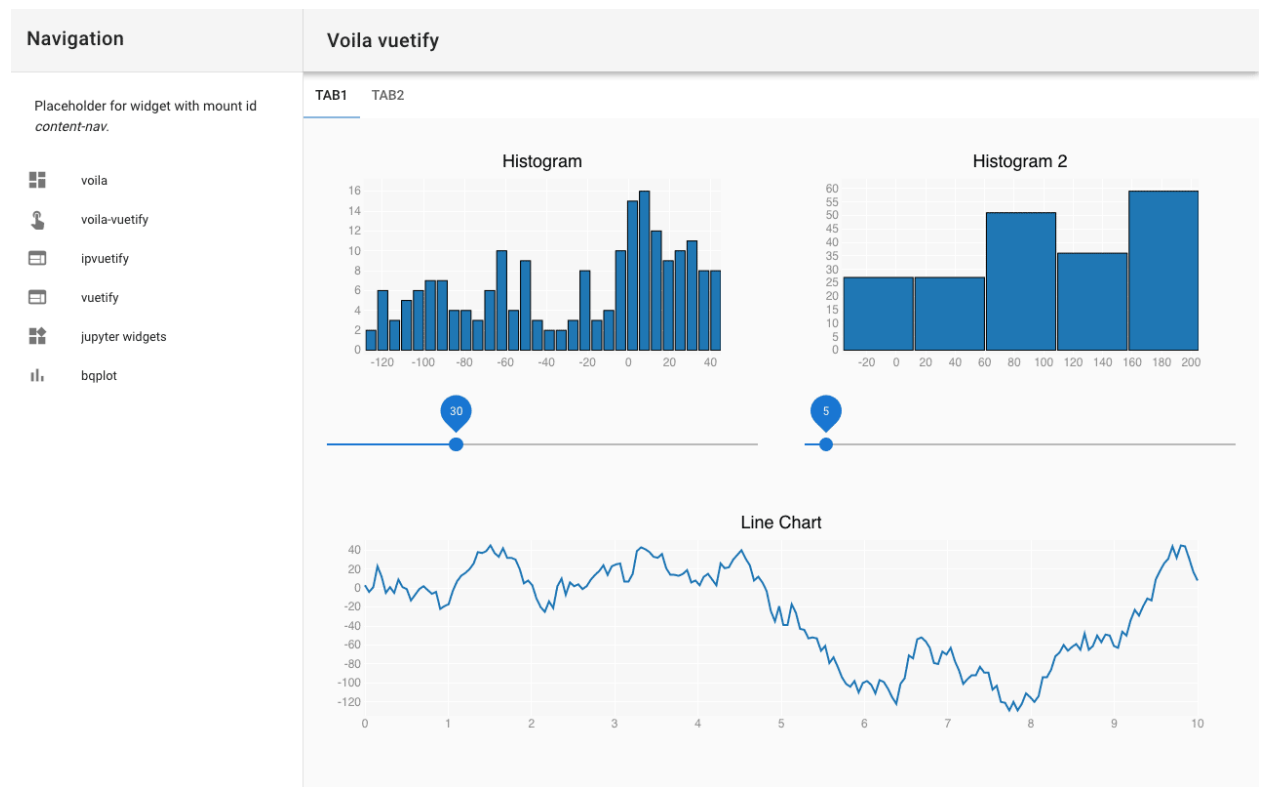 Navigation
Voila vuetify
Placeholder for widget with mount id
content-nav.
voila
voila-vuetify
ipvuetify
vuetify
jupyter widgets
bqplot
TAB1 TAB2
Histogram
16
14
12
10
8
6
4
2
0
-120 -100 -80 -60 -40 -20 0 20 40
Histogram 2
60
55
50
45
40
35
30
25
20
15
10
5
0
-20 0 20 40 60 80 100 120 140 160 180 200
30
5
Line Chart
40
20
0
-20
-40
-60
-80
-100
-120
0 1 2 3 4 5 6 7 8 9 10